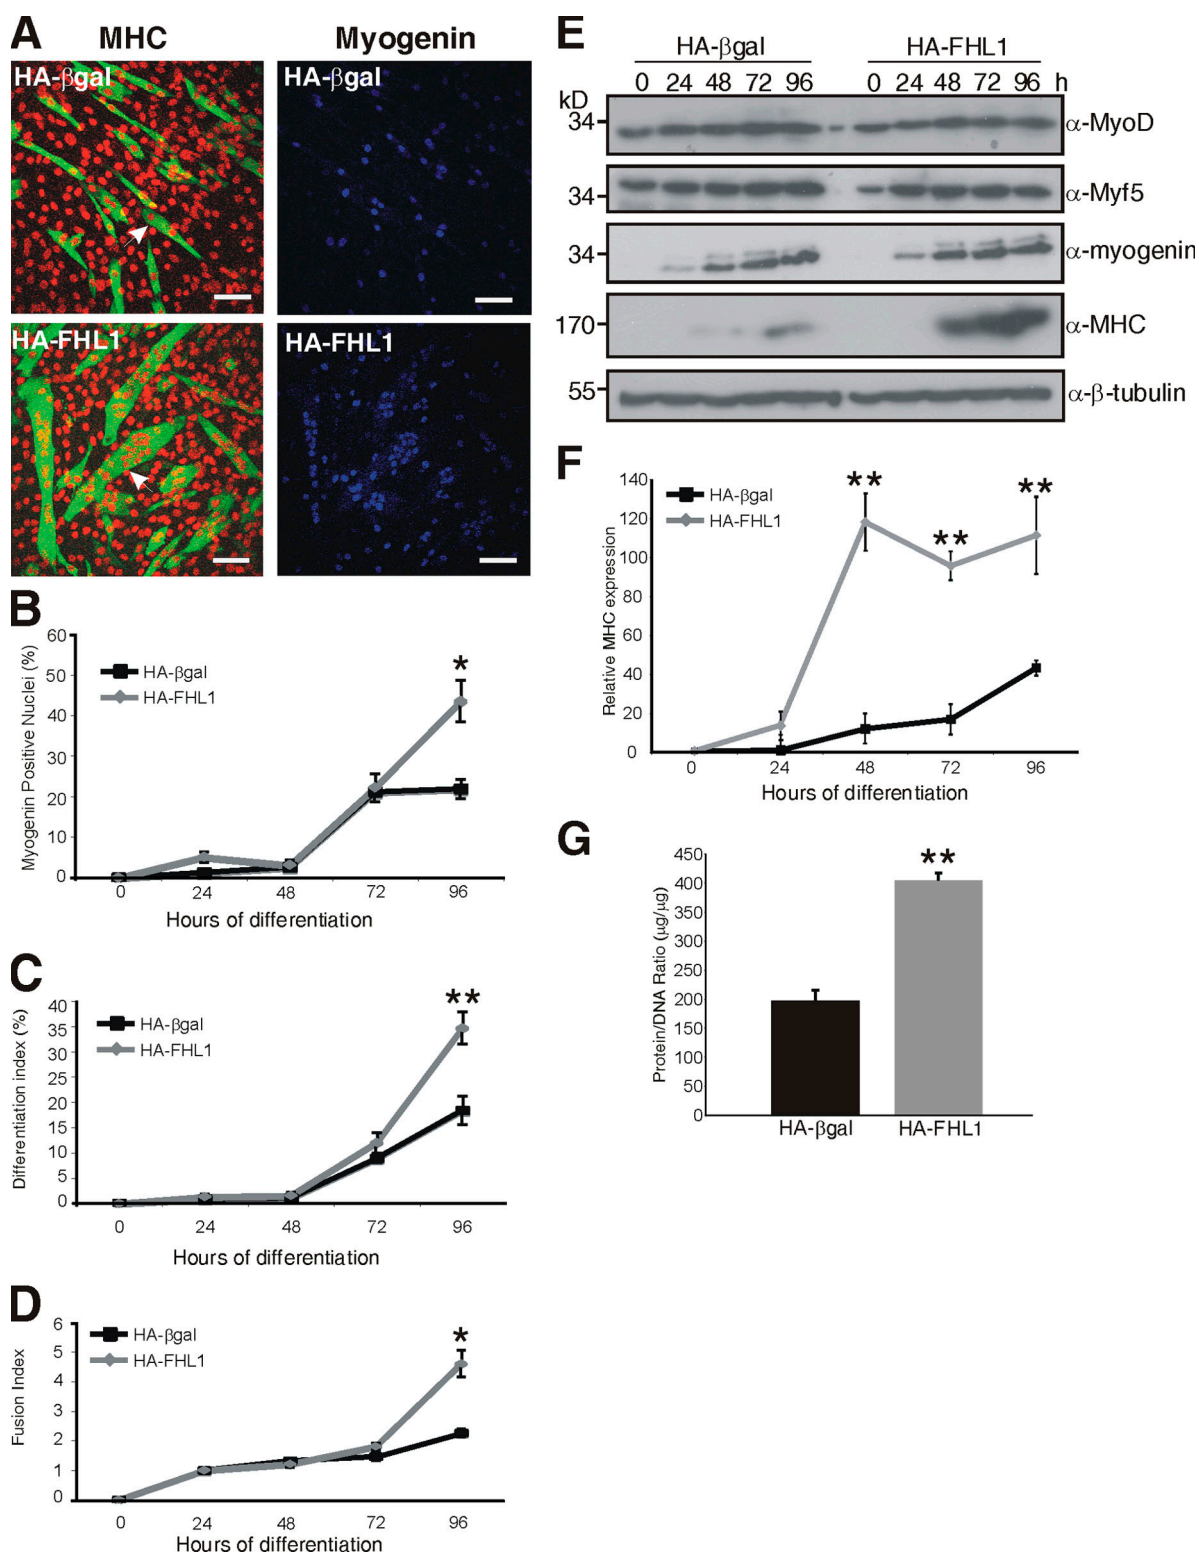 A
MHC
Myogenin
HA-βgal
HA-βgal
HA-FHL1
HA-FHL1
B
Myogenin Positive Nuclei (%)
60
50
40
30
20
10
0
HA-βgal
HA-FHL1
*
0 24 48 72 96
Hours of differentiation
C
Differentiation index (%)
40
35
30
25
20
15
10
5
0
HA-βgal
HA-FHL1
**
0 24 48 72 96
Hours of differentiation
D
Fusion Index
6
5
4
3
2
1
0
HA-βgal
HA-FHL1
*
0 24 48 72 96
Hours of differentiation
E
HA-βgal HA-FHL1
0 24 48 72 96 0 24 48 72 96 h
kD
34 α-MyoD
34 α-Myf5
34 α-myogenin
170 α-MHC
55 α-β-tubulin
F
Relative MHC expression
140
120
100
80
60
40
20
0
HA-βgal
HA-FHL1
** ** **
0 24 48 72 96
Hours of differentiation
G
Protein/DNA Ratio (μg/μg)
450
400
350
300
250
200
150
100
50
0
**
HA-βgal HA-FHL1